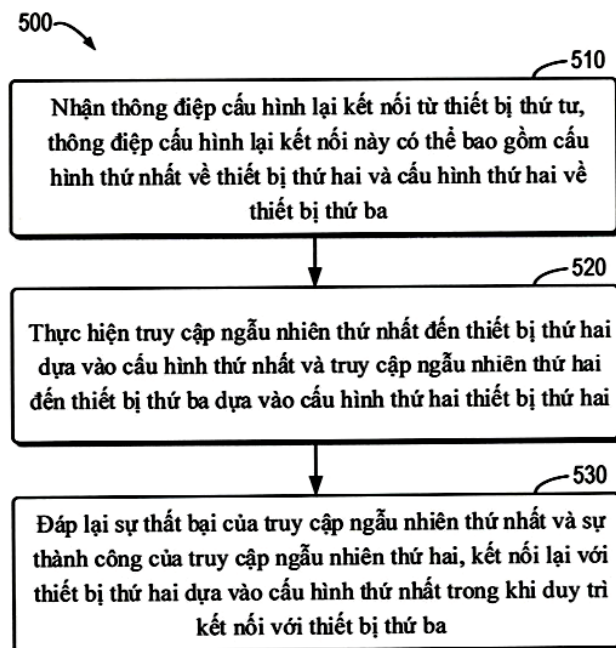 500
510
Nhận thông điệp cấu hình lại kết nối từ thiết bị thứ tư,
thông điệp cấu hình lại kết nối này có thể bao gồm cấu
hình thứ nhất về thiết bị thứ hai và cấu hình thứ hai về
thiết bị thứ ba
520
Thực hiện truy cập ngẫu nhiên thứ nhất đến thiết bị thứ hai
dựa vào cấu hình thứ nhất và truy cập ngẫu nhiên thứ hai
đến thiết bị thứ ba dựa vào cấu hình thứ hai thiết bị thứ hai
530
Đáp lại sự thất bại của truy cập ngẫu nhiên thứ nhất và sự
thành công của truy cập ngẫu nhiên thứ hai, kết nối lại với
thiết bị thứ hai dựa vào cấu hình thứ nhất trong khi duy trì
kết nối với thiết bị thứ ba